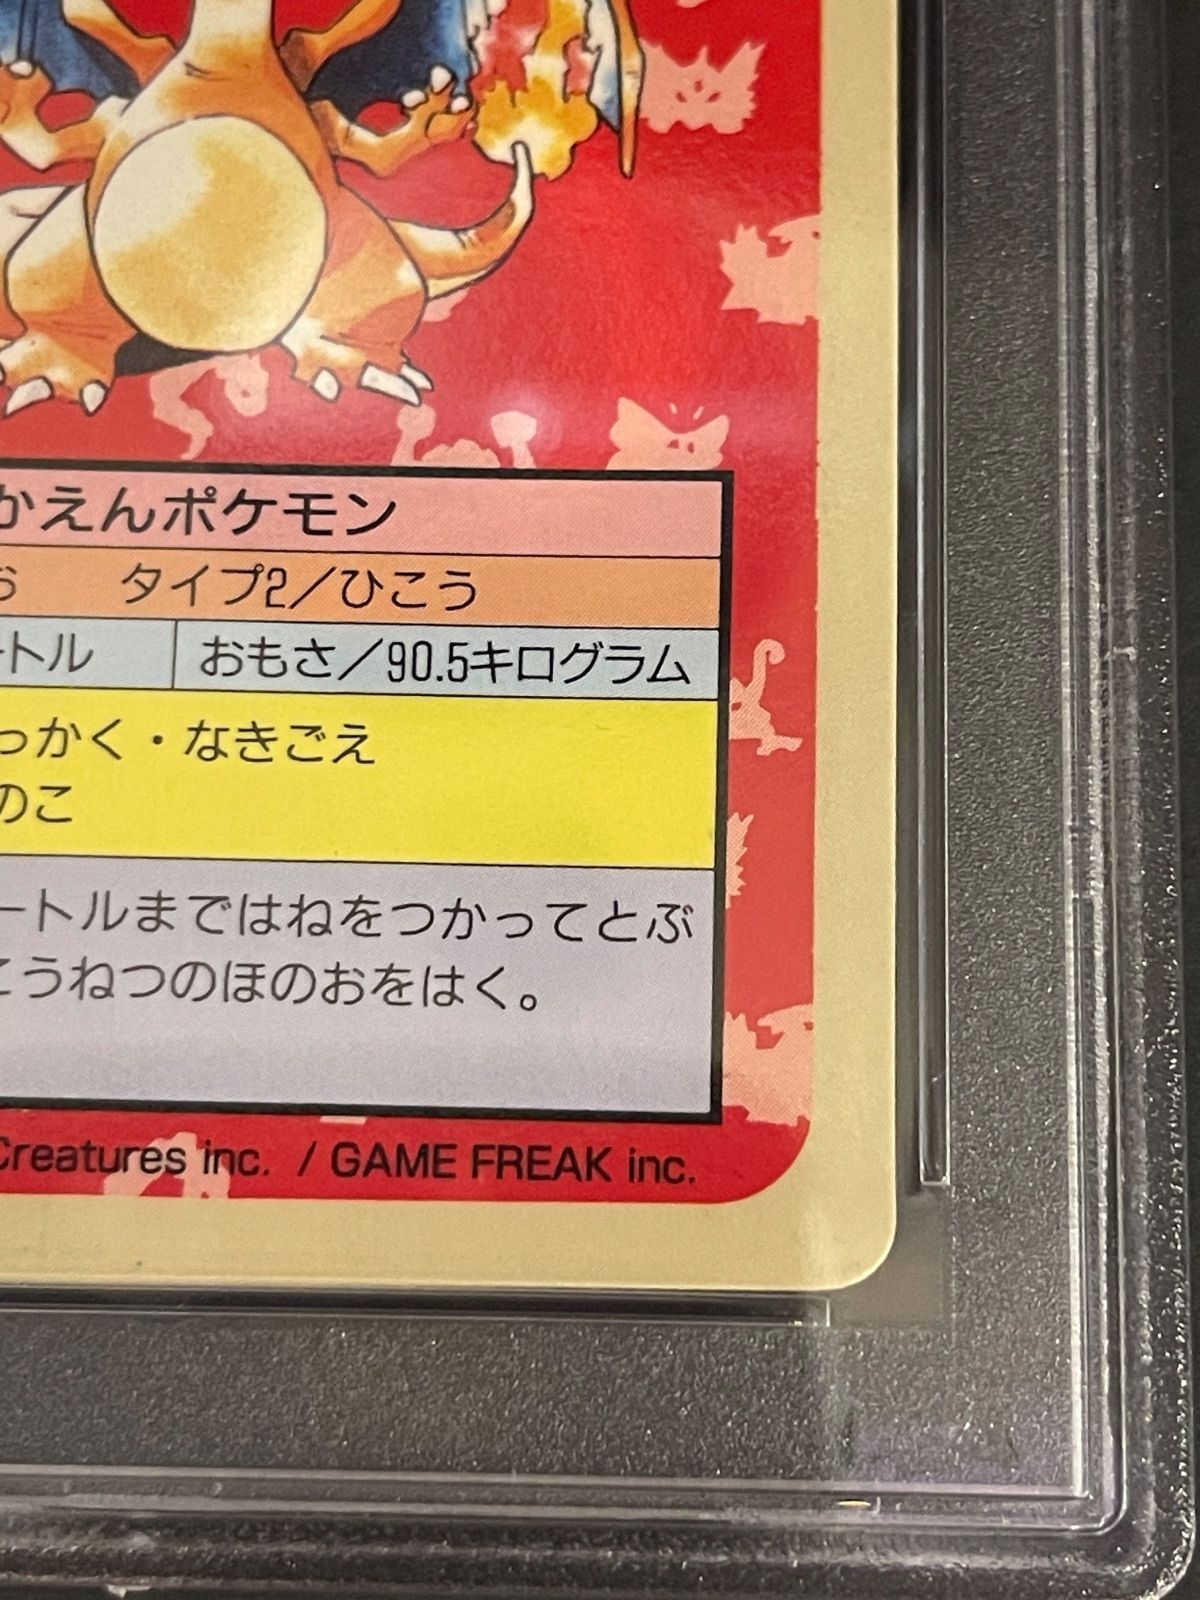 かえんポケモン
タイプ2／ひこう
ートル おもさ／90.5キログラム
っかく・なきごえ
のこ
ートルまではねをつかってとぶ
こうねつのほのおをはく。
Creatures inc. / GAME FREAK inc.